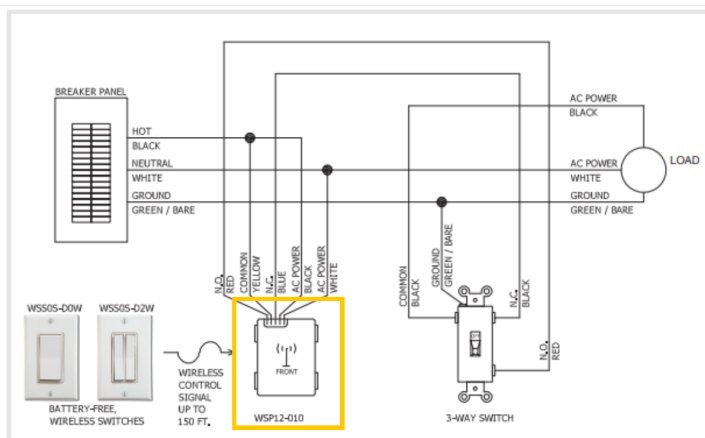 BREAKER PANEL
HOT
BLACK
NEUTRAL
WHITE
GROUND
GREEN / BARE
AC POWER
BLACK
AC POWER
WHITE
GROUND
GREEN / BARE
LOAD
N.O.
RED
COMMON
YELLOW
N.C.
BLUE
AC POWER
BLACK
AC POWER
WHITE
COMMON
BLACK
GROUND
GREEN / BARE
N.C.
BLACK
N.O.
RED
WSS0S-D0W
WSS0S-D2W
BATTERY-FREE,
WIRELESS SWITCHES
WIRELESS
CONTROL
SIGNAL
UP TO
150 FT.
FRONT
WSP12-010
3-WAY SWITCH